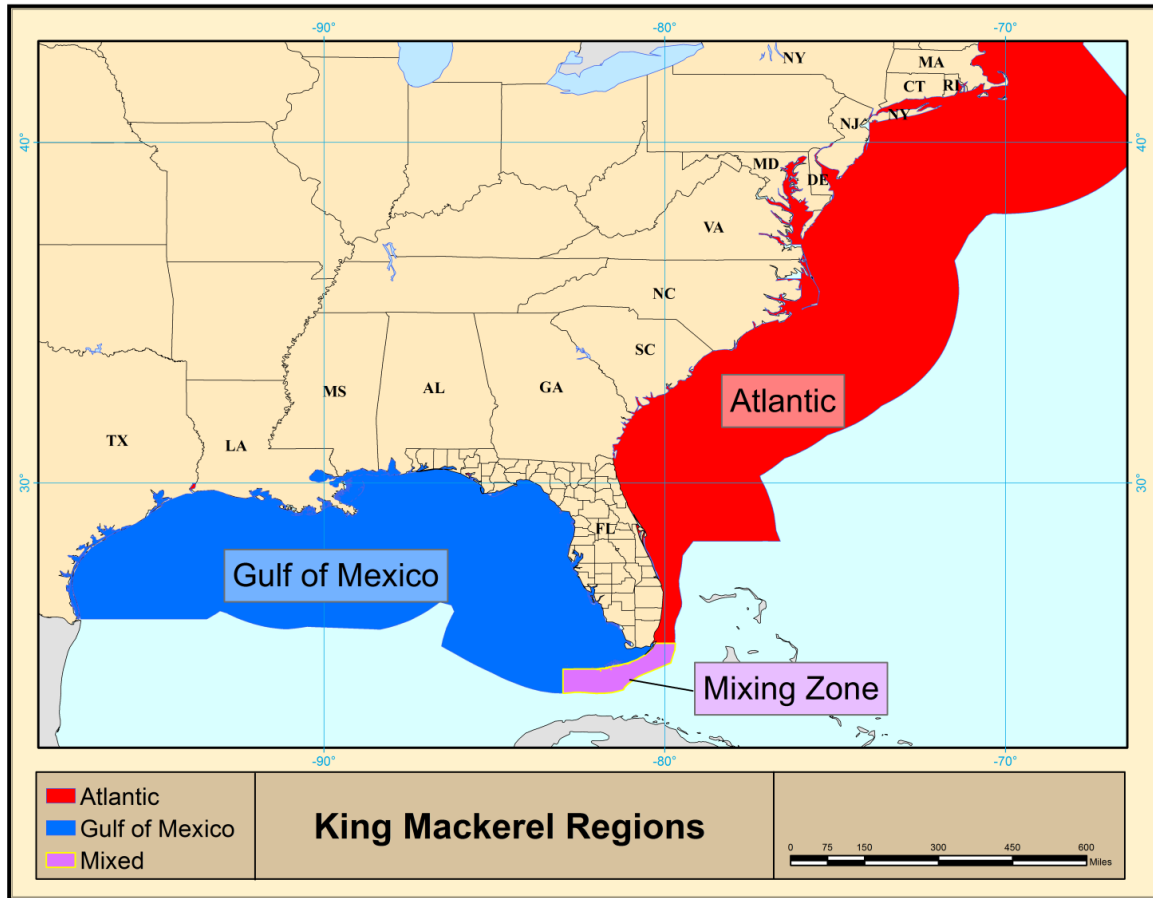 -90°
-80°
-70°
NY
MA
CT
RI
NY
NJ
40°
40°
MD
DE
VA
NC
SC
MS
AL
GA
Atlantic
TX
LA
30°
30°
FL
Gulf of Mexico
Mixing Zone
-90°
-80°
-70°
Atlantic
Gulf of Mexico
Mixed
King Mackerel Regions
0 75 150 300 450 600
Miles